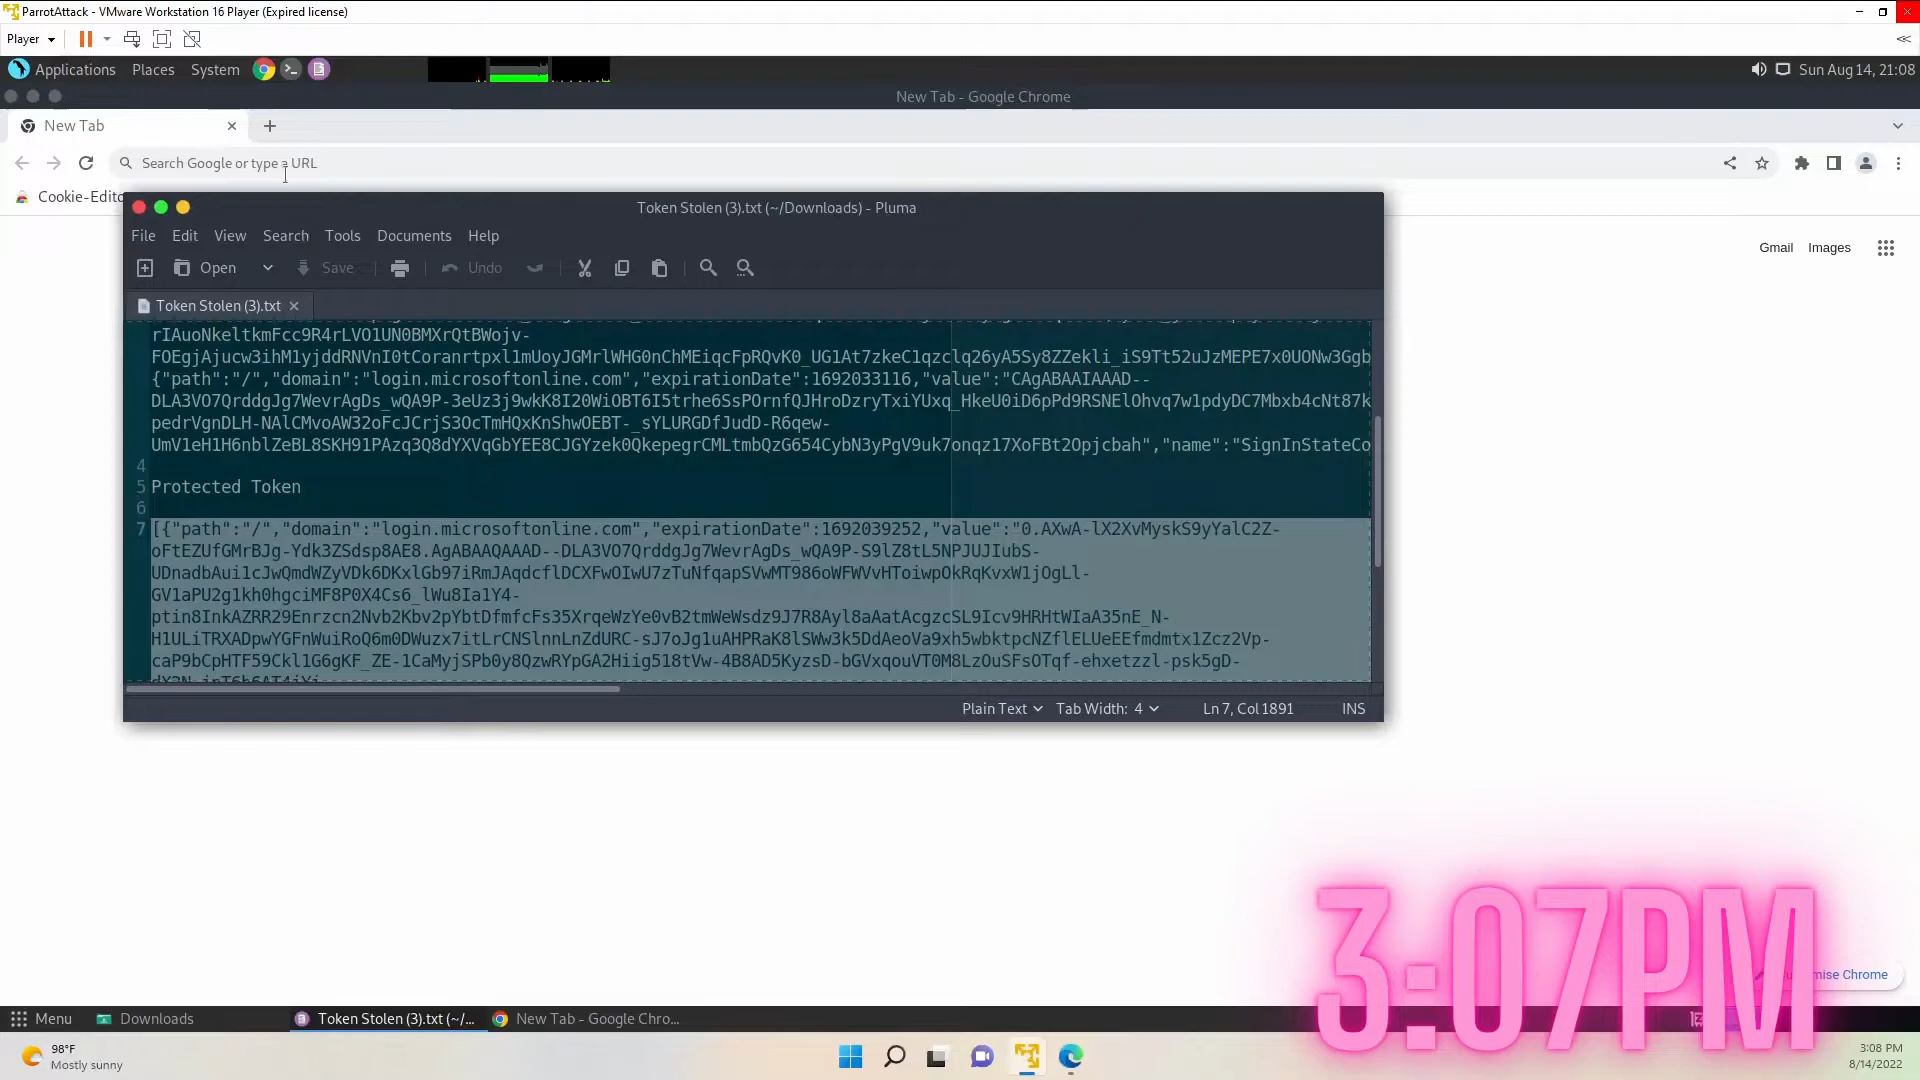 ParrotAttack - VMware Workstation 16 Player (Expired license)
Player
Applications Places System
Sun Aug 14, 21:08
New Tab - Google Chrome
New Tab
Search Google or type a URL
Cookie-Edito
Token Stolen (3).txt (~/Downloads) - Pluma
File Edit View Search Tools Documents Help
Gmail Images
Open Save Undo
Token Stolen (3).txt
rIAuoNkeltkmFcc9R4rLVO1UN0BMXrQtBWojv-
FOEgjAjucw3ihM1yjddRNVnI0tCoranrtpxl1mUoyJGMrlWHG0nChMEiqcFpRQvK0_UG1At7zkeC1qzclq26yA5Sy8ZZekli_iS9Tt52uJzMEPE7x0UONw3Ggb
{"path":"/","domain":"login.microsoftonline.com","expirationDate":1692033116,"value":"CAgABAAIAAAD--
DLA3VO7QrddgJg7WevrAgDs_wQA9P-3eUz3j9wkK8I20WiOBT6I5trhe6SsPOrnfQJHroDzryTxiYUxq_HkeU0iD6pPd9RSNElOhvq7w1pdyDC7Mbxb4cNt87k
pedrVgnDLH-NAlCMvoAW32oFcJCrjS3OcTmHQxKnShwOEBT-_sYLURGDfJudD-R6qew-
UmV1eH1H6nblZeBL8SKH91PAzq3Q8dYXVqGbYEE8CJGYzek0QkepegrCMLtmbQzG654CybN3yPgV9uk7onqz17XoFBt2Opjcbah","name":"SignInStateCo
4
5 Protected Token
6
7 [{"path":"/","domain":"login.microsoftonline.com","expirationDate":1692039252,"value":"0.AXwA-lX2XvMyskS9yYalC2Z-
oFtEZUfGMrBJg-Ydk3ZSdsp8AE8.AgABAAQAAAD--DLA3VO7QrddgJg7WevrAgDs_wQA9P-S9lZ8tL5NPJUJIubS-
UDnadbAui1cJwQmdWZyVDk6DKxlGb97iRmJAqdcflDCXFwOIwU7zTuNfqapSVwMT986oWFWVvHToiwpOkRqKvxW1jOgLl-
GV1aPU2g1kh0hgciMF8P0X4Cs6_lWu8Ia1Y4-
ptin8InkAZRR29Enrzcn2Nvb2Kbv2pYbtDfmfcFs35XrqeWzYe0vB2tmWeWsdz9J7R8Ayl8aAatAcgzcSL9Icv9HRHtWIaA35nE_N-
H1ULiTRXADpwYGFnWuiRoQ6m0DWuzx7itLrCNSlnnLnZdURC-sJ7oJg1uAHPRaK8lSWw3k5DdAeoVa9xh5wbktpcNZflELUeEEfmdmtx1Zcz2Vp-
caP9bCpHTF59Ckl1G6gKF_ZE-1CaMyjSPb0y8QzwRYpGA2Hiig518tVw-4B8AD5KyzsD-bGVxqouVT0M8LzOuSFsOTqf-ehxetzzl-psk5gD-
Plain Text Tab Width: 4 Ln 7, Col 1891 INS
3:07PM
mise Chrome
Menu Downloads Token Stolen (3).txt (~/... New Tab - Google Chro...
98°F
Mostly sunny
3:08 PM
8/14/2022